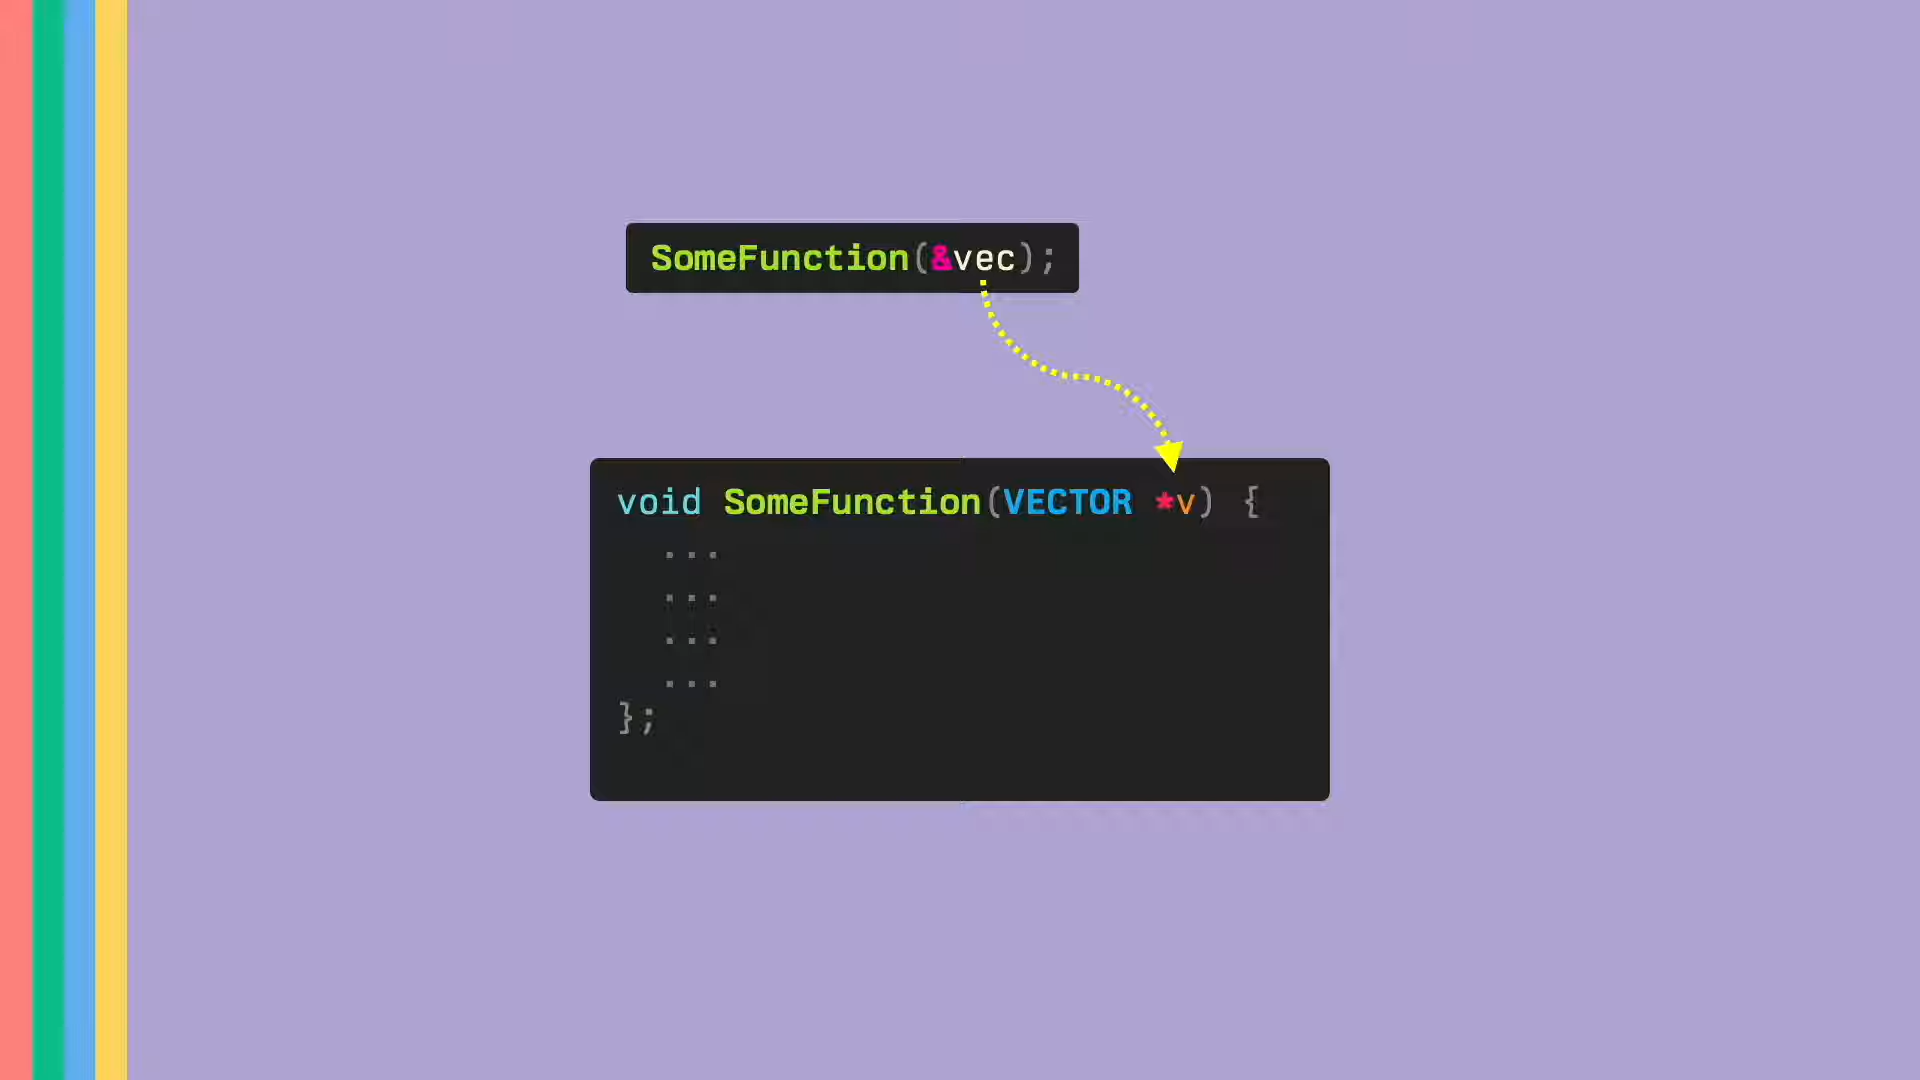 SomeFunction(&vec);
void SomeFunction(VECTOR *v) {
...
...
...
...
};